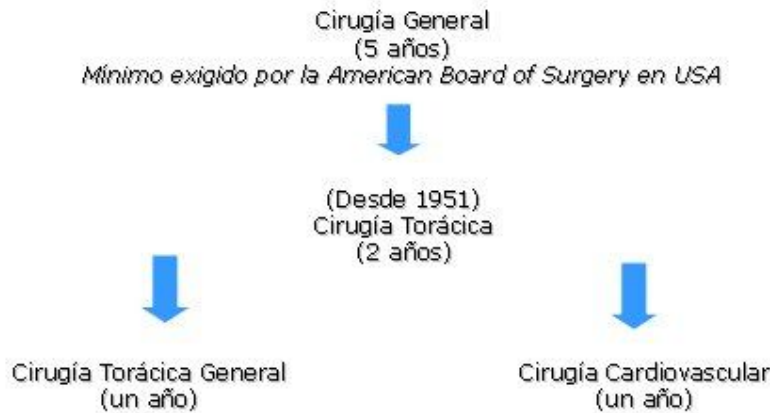 Cirugía General
(5 años)
Mínimo exigido por la American Board of Surgery en USA
(Desde 1951)
Cirugía Torácica
(2 años)
Cirugía Torácica General
(un año)
Cirugía Cardiovascular
(un año)